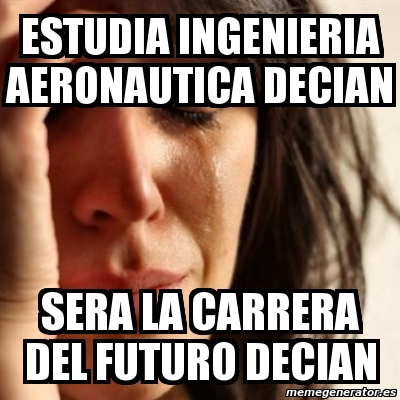 ESTUDIA INGENIERIA
AERONAUTICA DECIAN
SERA LA CARRERA
DEL FUTURO DECIAN
memegenerator.es